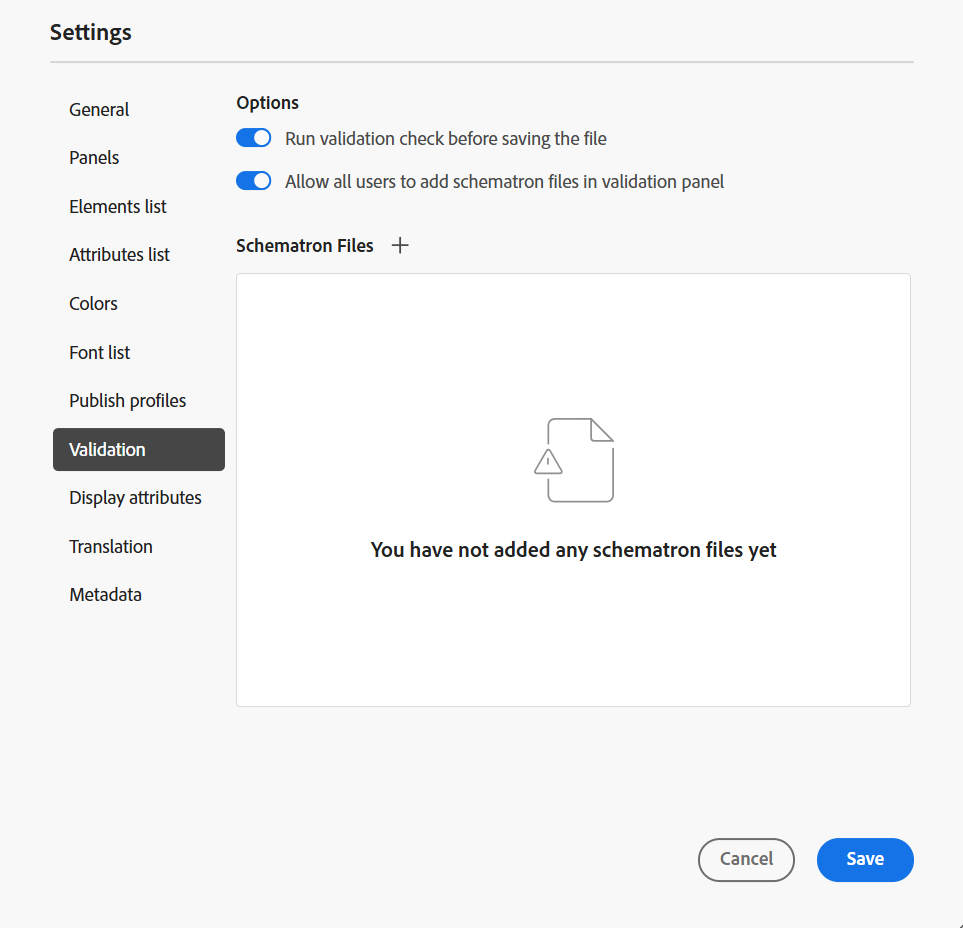 Settings
General
Panels
Elements list
Attributes list
Colors
Font list
Publish profiles
Validation
Display attributes
Translation
Metadata
Options
Run validation check before saving the file
Allow all users to add schematron files in validation panel
Schematron Files
You have not added any schematron files yet
Cancel
Save